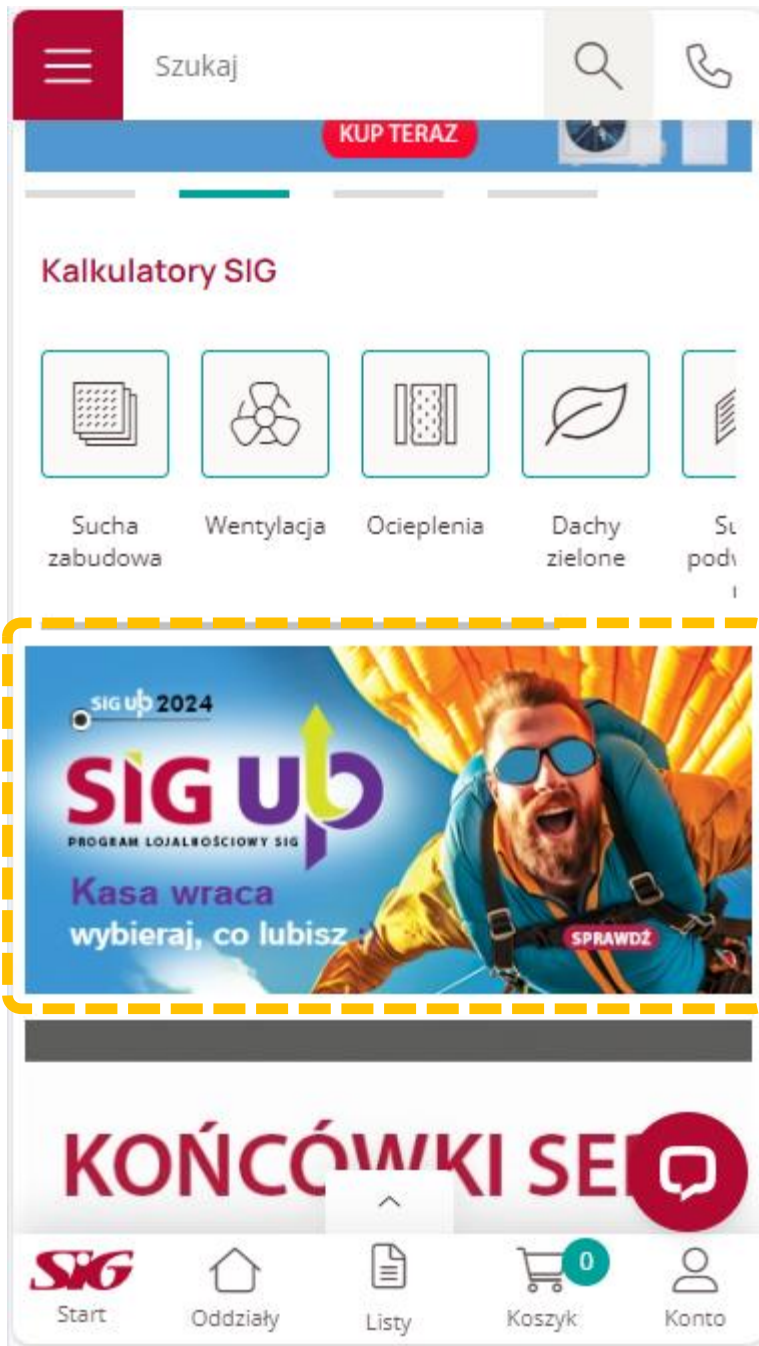 Szukaj
KUP TERAZ
Kalkulatory SIG
Sucha zabudowa
Wentylacja
Ocieplenia
Dachy zielone
SIG UP 2024
SIG UP
PROGRAM LOJALNOŚCIOWY SIG
Kasa wraca
wybieraj, co lubisz
SPRAWDŹ
KOŃCÓWKI
SIG
0
Start
Oddziały
Listy
Koszyk
Konto